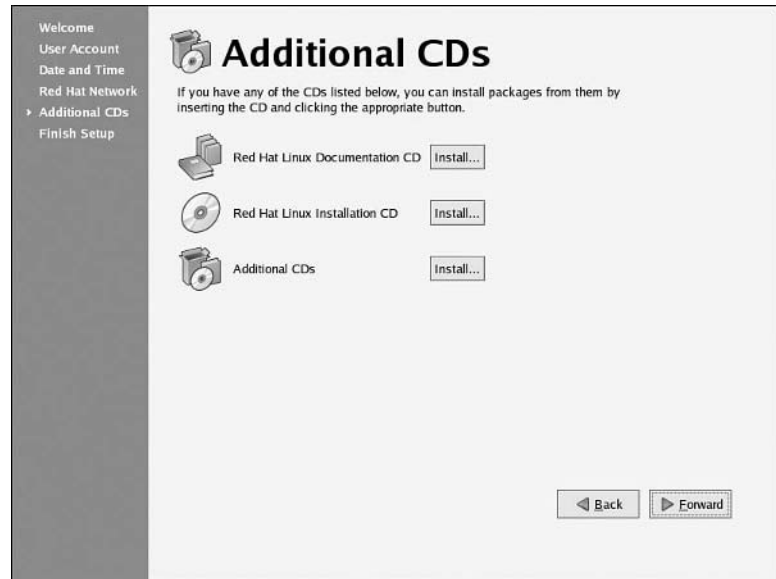 Welcome
User Account
Date and Time
Red Hat Network
Additional CDs
Finish Setup
Additional CDs
If you have any of the CDs listed below, you can install packages from them by
inserting the CD and clicking the appropriate button.
Red Hat Linux Documentation CD Install...
Red Hat Linux Installation CD Install...
Additional CDs Install...
Back Forward